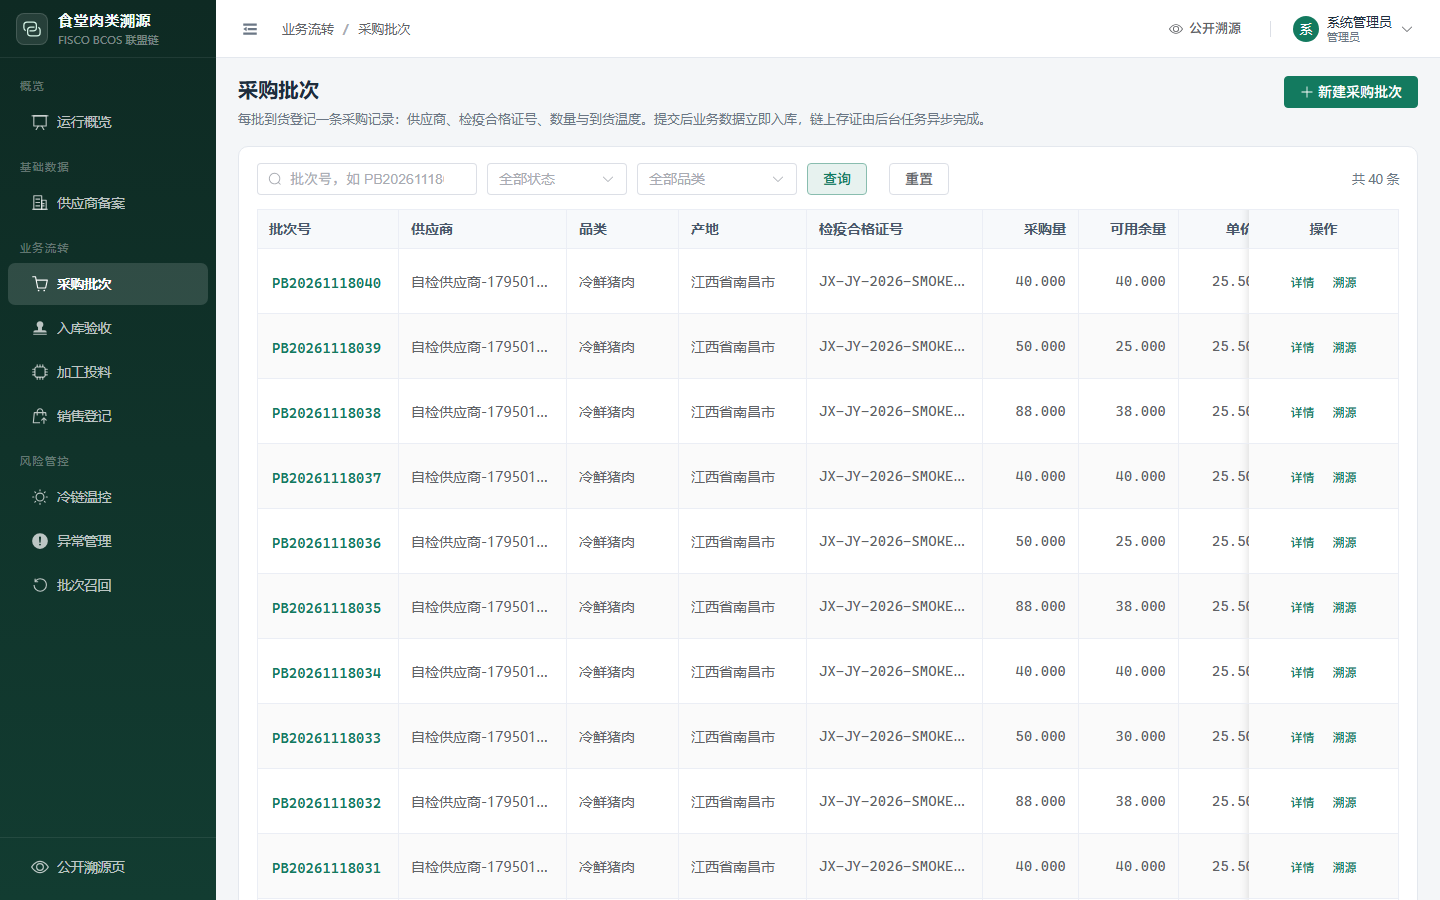 食堂肉类溯源
FISCO BCOS 联盟链
业务流转 / 采购批次
公开溯源
系
系统管理员
管理员
概览
运行概览
基础数据
供应商备案
业务流转
采购批次
入库验收
加工投料
销售登记
风险管控
冷链温控
异常管理
批次召回
公开溯源页
采购批次
每批到货登记一条采购记录：供应商、检疫合格证号、数量与到货温度。提交后业务数据立即入库，链上存证由后台任务异步完成。
新建采购批次
批次号，如 PB20261118
全部状态
全部品类
查询
重置
共 40 条
批次号 供应商 品类 产地 检疫合格证号 采购量 可用余量 单价 操作
PB20261118040 自检供应商-179501... 冷鲜猪肉 江西省南昌市 JX-JY-2026-SMOKE... 40.000 40.000 25.50 详情 溯源
PB20261118039 自检供应商-179501... 冷鲜猪肉 江西省南昌市 JX-JY-2026-SMOKE... 50.000 25.000 25.50 详情 溯源
PB20261118038 自检供应商-179501... 冷鲜猪肉 江西省南昌市 JX-JY-2026-SMOKE... 88.000 38.000 25.50 详情 溯源
PB20261118037 自检供应商-179501... 冷鲜猪肉 江西省南昌市 JX-JY-2026-SMOKE... 40.000 40.000 25.50 详情 溯源
PB20261118036 自检供应商-179501... 冷鲜猪肉 江西省南昌市 JX-JY-2026-SMOKE... 50.000 25.000 25.50 详情 溯源
PB20261118035 自检供应商-179501... 冷鲜猪肉 江西省南昌市 JX-JY-2026-SMOKE... 88.000 38.000 25.50 详情 溯源
PB20261118034 自检供应商-179501... 冷鲜猪肉 江西省南昌市 JX-JY-2026-SMOKE... 40.000 40.000 25.50 详情 溯源
PB20261118033 自检供应商-179501... 冷鲜猪肉 江西省南昌市 JX-JY-2026-SMOKE... 50.000 30.000 25.50 详情 溯源
PB20261118032 自检供应商-179501... 冷鲜猪肉 江西省南昌市 JX-JY-2026-SMOKE... 88.000 38.000 25.50 详情 溯源
PB20261118031 自检供应商-179501... 冷鲜猪肉 江西省南昌市 JX-JY-2026-SMOKE... 40.000 40.000 25.50 详情 溯源